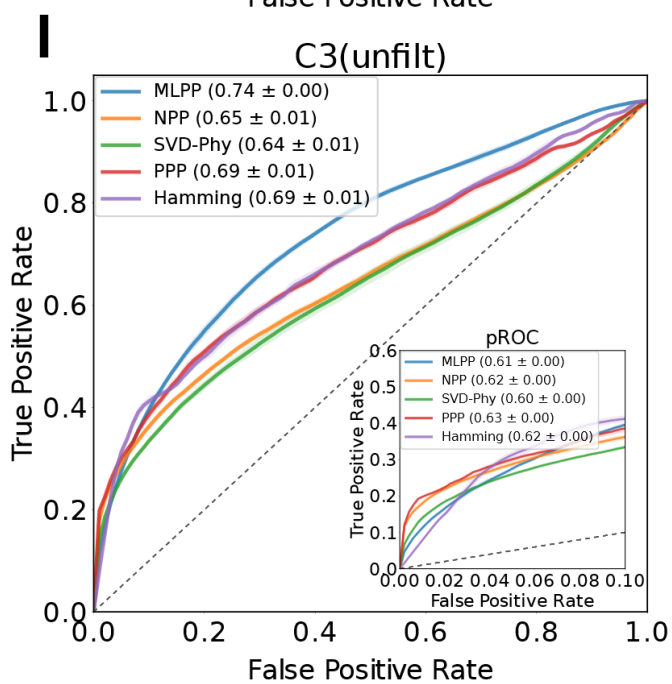 False Positive Rate
I
C3(unfilt)
MLPP (0.74 ± 0.00)
NPP (0.65 ± 0.01)
SVD-Phy (0.64 ± 0.01)
PPP (0.69 ± 0.01)
Hamming (0.69 ± 0.01)
True Positive Rate
1.0
0.8
0.6
0.4
0.2
0.0
0.0 0.2 0.4 0.6 0.8 1.0
False Positive Rate
pROC
MLPP (0.61 ± 0.00)
NPP (0.62 ± 0.00)
SVD-Phy (0.60 ± 0.00)
PPP (0.63 ± 0.00)
Hamming (0.62 ± 0.00)
True Positive Rate
0.6
0.5
0.4
0.3
0.2
0.1
0.0
0.00 0.02 0.04 0.06 0.08 0.10
False Positive Rate